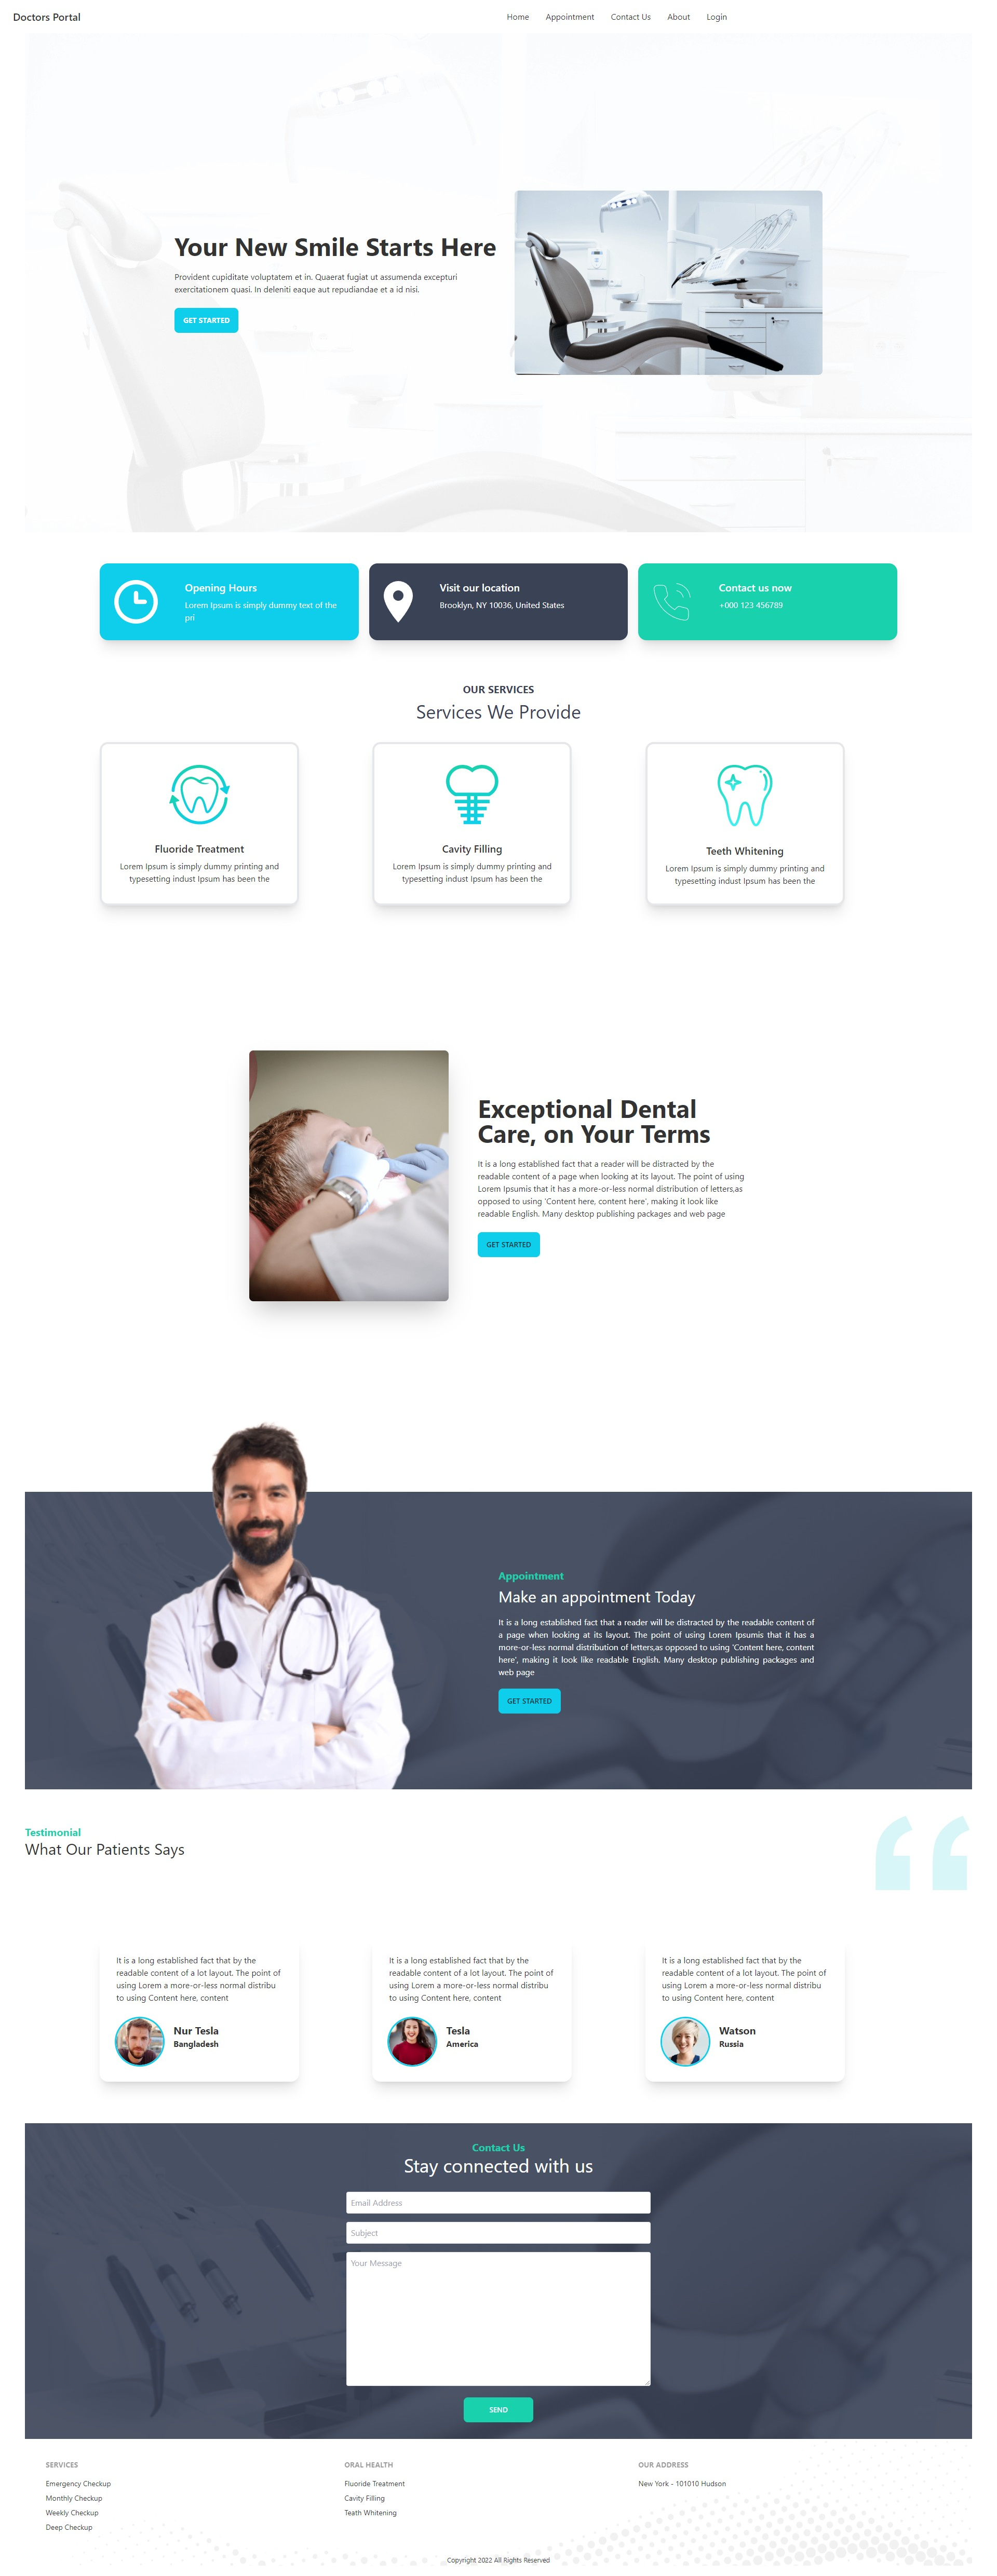 Doctors Portal
Home
Appointment
Contact Us
About
Login
Your New Smile Starts Here
Provident cupiditate voluptatem et in. Quaerat fugiat ut assumenda excepturi
exercitationem quasi. In deleniti eaque aut repudiandae et a id nisi.
GET STARTED
Opening Hours
Lorem Ipsum is simply dummy text of the
pri
Visit our location
Brooklyn, NY 10036, United States
Contact us now
+000 123 456789
OUR SERVICES
Services We Provide
Fluoride Treatment
Lorem Ipsum is simply dummy printing and
typesetting indust Ipsum has been the
Cavity Filling
Lorem Ipsum is simply dummy printing and
typesetting indust Ipsum has been the
Teeth Whitening
Lorem Ipsum is simply dummy printing and
typesetting indust Ipsum has been the
Exceptional Dental
Care, on Your Terms
It is a long established fact that a reader will be distracted by the
readable content of a page when looking at its layout. The point of using
Lorem Ipsumis that it has a more-or-less normal distribution of letters,as
opposed to using 'Content here, content here', making it look like
readable English. Many desktop publishing packages and web page
GET STARTED
Appointment
Make an appointment Today
It is a long established fact that a reader will be distracted by the readable content of
a page when looking at its layout. The point of using Lorem Ipsumis that it has a
more-or-less normal distribution of letters,as opposed to using 'Content here, content
here', making it look like readable English. Many desktop publishing packages and
web page
GET STARTED
Testimonial
What Our Patients Says
It is a long established fact that by the
readable content of a lot layout. The point of
using Lorem a more-or-less normal distribu
to using Content here, content
Nur Tesla
Bangladesh
It is a long established fact that by the
readable content of a lot layout. The point of
using Lorem a more-or-less normal distribu
to using Content here, content
Tesla
America
It is a long established fact that by the
readable content of a lot layout. The point of
using Lorem a more-or-less normal distribu
to using Content here, content
Watson
Russia
Contact Us
Stay connected with us
Email Address
Subject
Your Message
SEND
SERVICES
Emergency Checkup
Monthly Checkup
Weekly Checkup
Deep Checkup
ORAL HEALTH
Fluoride Treatment
Cavity Filling
Teath Whitening
OUR ADDRESS
New York - 101010 Hudson
Copyright 2022 All Rights Reserved